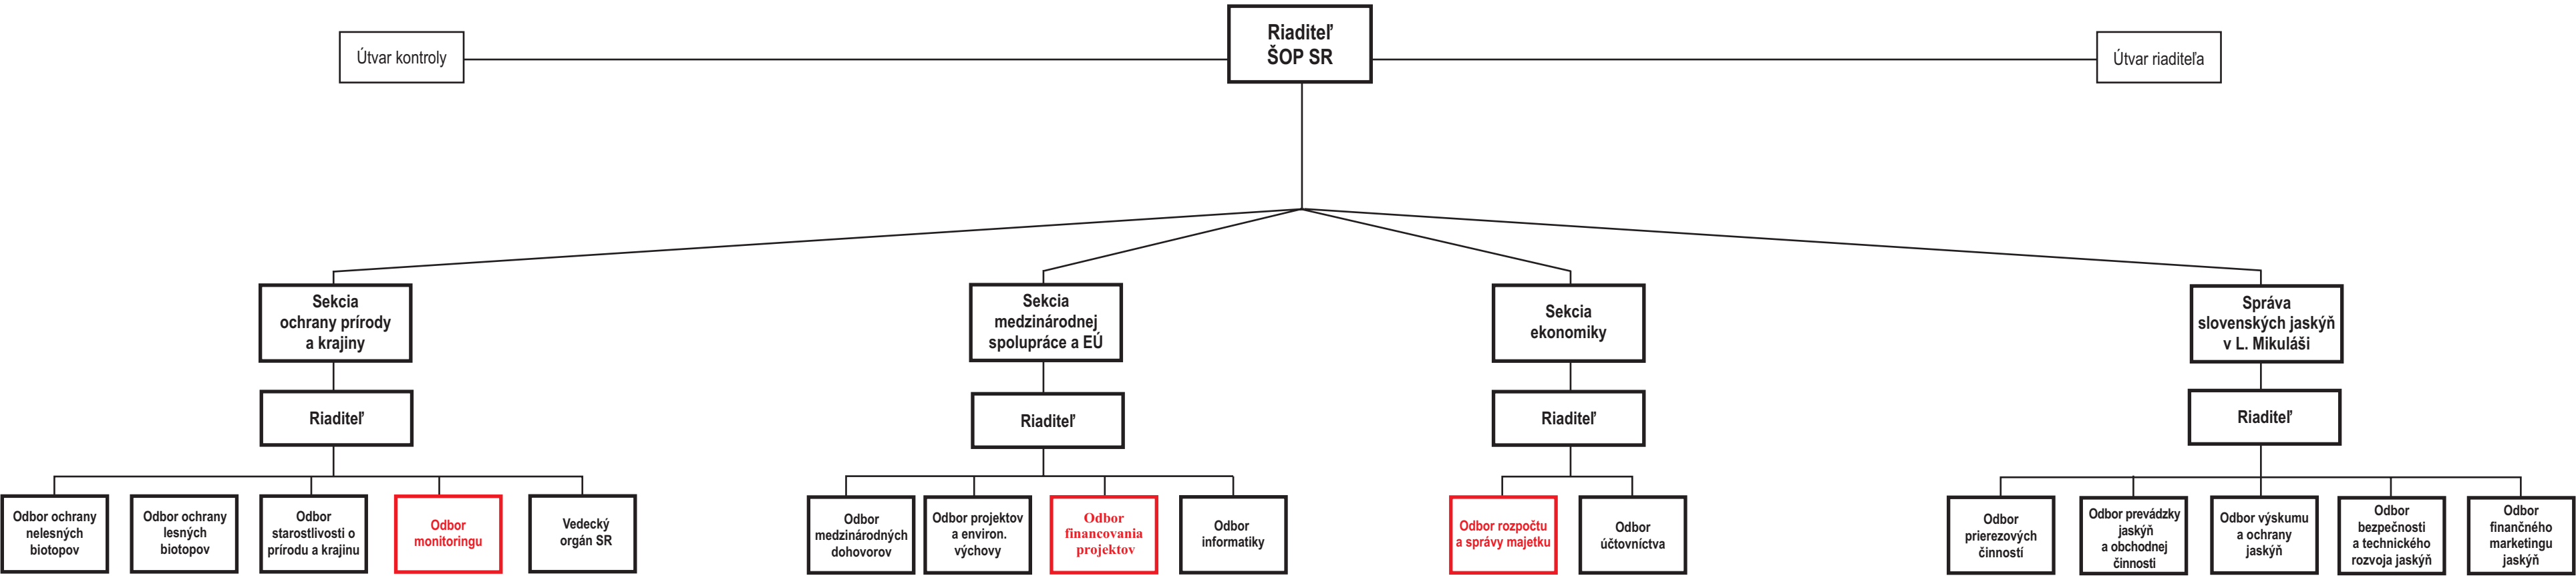 Riaditeľ
ŠOP SR
Útvar kontroly
Útvar riaditeľa
Sekcia
ochrany prírody
a krajiny
Sekcia
medzinárodnej
spolupráce a EÚ
Sekcia
ekonomiky
Správa
slovenských jaskýň
v L. Mikuláši
Riaditeľ
Riaditeľ
Riaditeľ
Riaditeľ
Odbor ochrany
nelesných
biotopov
Odbor ochrany
lesných
biotopov
Odbor
starostlivosti o
prírodu a krajinu
Odbor
monitoringu
Vedecký
orgán SR
Odbor
medzinárodných
dohovorov
Odbor projektov
a environ.
výchovy
Odbor
financovania
projektov
Odbor
informatiky
Odbor rozpočtu
a správy majetku
Odbor
účtovníctva
Odbor
prierezových
činností
Odbor prevádzky
jaskýň
a obchodnej
činnosti
Odbor výskumu
a ochrany
jaskýň
Odbor
bezpečnosti
a technického
rozvoja jaskýň
Odbor
finančného
marketingu
jaskýň